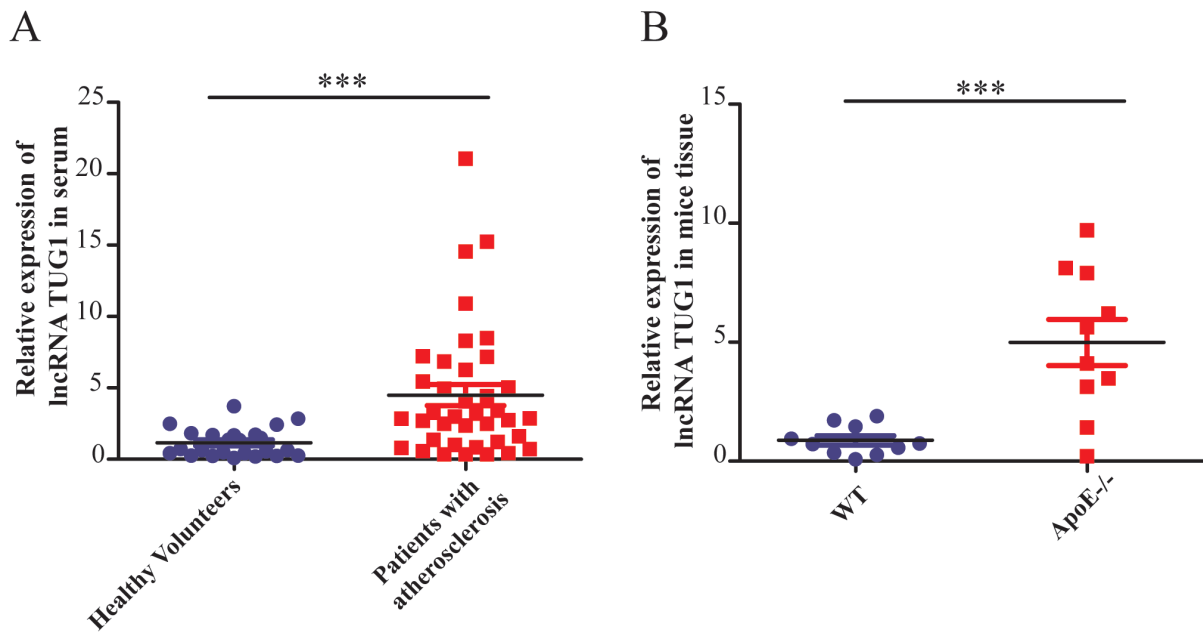 A
***
Relative expression of
lncRNA TUG1 in serum
25
20
15
10
5
0
Healthy Volunteers
Patients with
atherosclerosis
B
***
Relative expression of
lncRNA TUG1 in mice tissue
15
10
5
0
WT
ApoE-/-